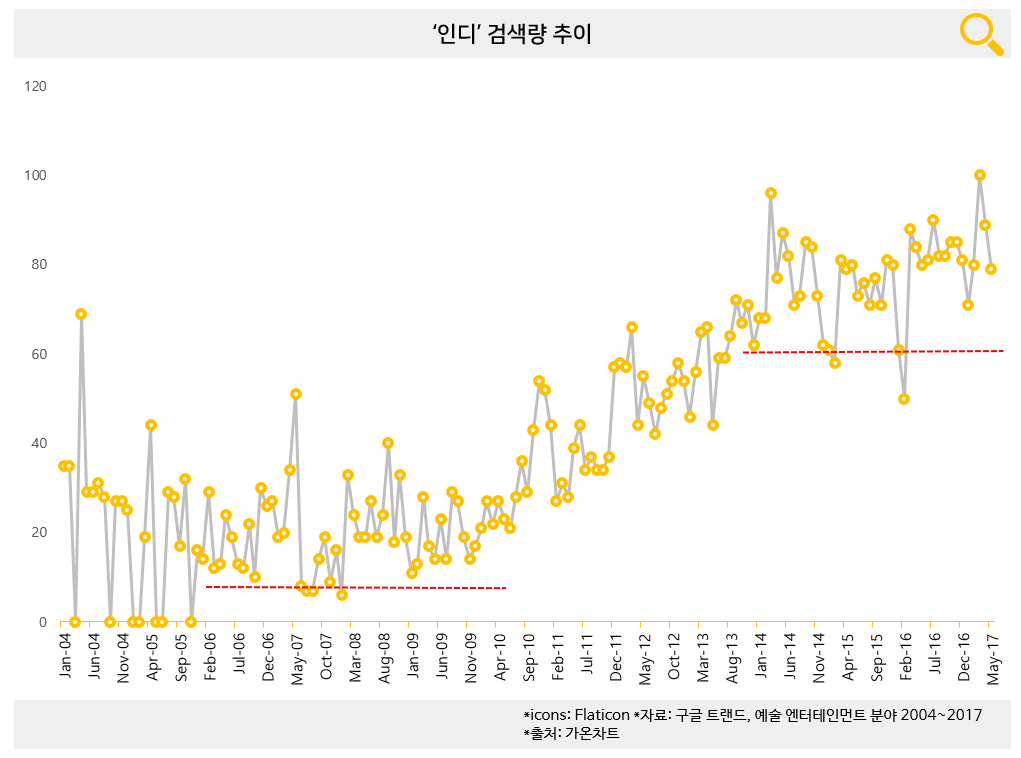 ‘인디’ 검색량 추이
120
100
80
60
40
20
0
Jan-04
Jun-04
Nov-04
Apr-05
Sep-05
Feb-06
Jul-06
Dec-06
May-07
Oct-07
Mar-08
Aug-08
Jan-09
Jun-09
Nov-09
Apr-10
Sep-10
Feb-11
Jul-11
Dec-11
May-12
Oct-12
Mar-13
Aug-13
Jan-14
Jun-14
Nov-14
Apr-15
Sep-15
Feb-16
Jul-16
Dec-16
May-17
*icons: Flaticon *자료: 구글 트랜드, 예술 엔터테인먼트 분야 2004~2017
*출처: 가온차트